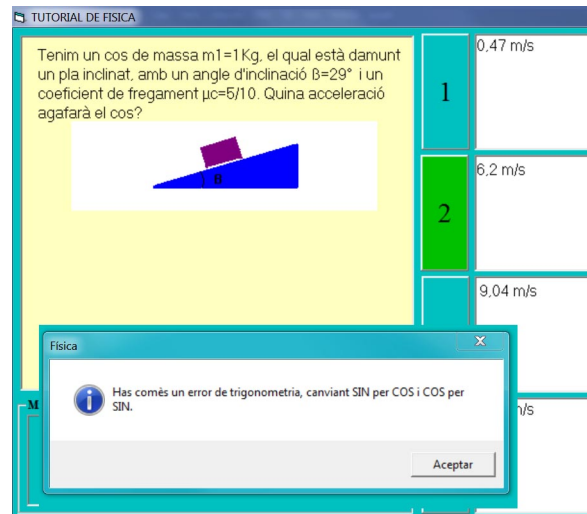 TUTORIAL DE FISICA
Tenim un cos de massa m1=1Kg, el qual està damunt
un pla inclinat, amb un angle d'inclinació ß=29° i un
coeficient de fregament µc=5/10. Quina acceleració
agafarà el cos?
ß
1
0,47 m/s
2
6,2 m/s
9,04 m/s
Física
Has comès un error de trigonometria, canviant SIN per COS i COS per
SIN.
Aceptar
M
n/s